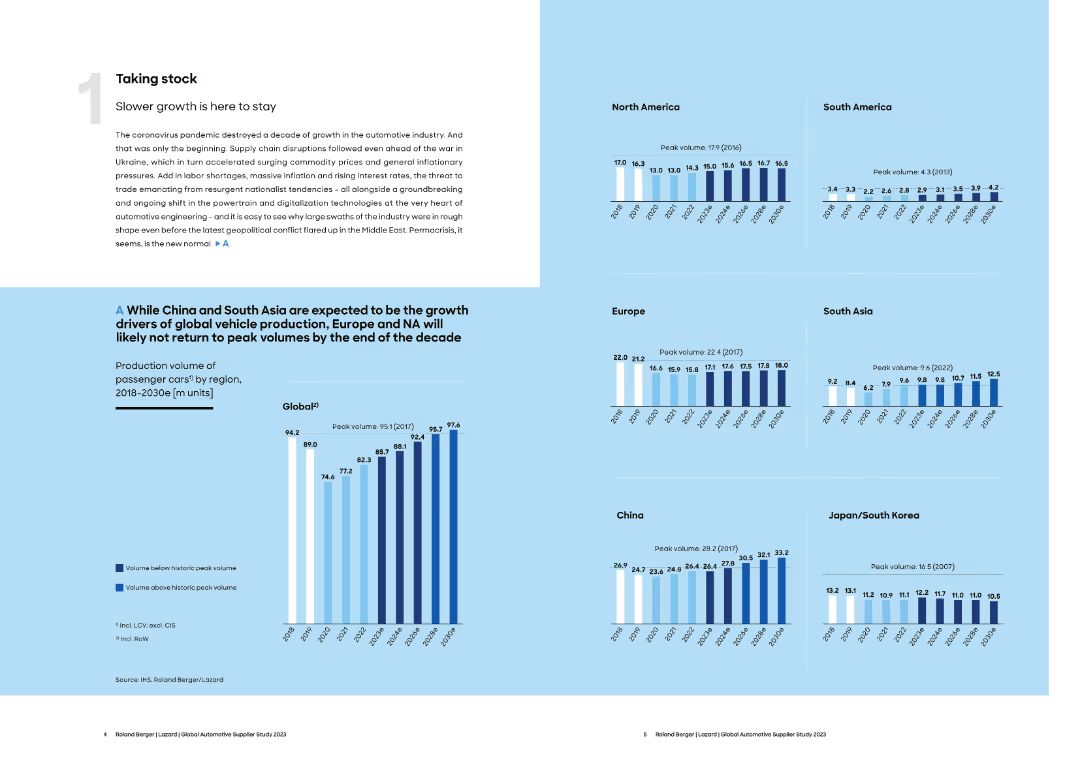 1
Taking stock
Slower growth is here to stay
The coronavirus pandemic destroyed a decade of growth in the automotive industry. And
that was only the beginning. Supply chain disruptions followed even ahead of the war in
Ukraine, which in turn accelerated surging commodity prices and general inflationary
pressures. Add in labor shortages, massive inflation and rising interest rates, the threat to
trade emanating from resurgent nationalist tendencies – all alongside a groundbreaking
and ongoing shift in the powertrain and digitalization technologies at the very heart of
automotive engineering – and it is easy to see why large swaths of the industry were in rough
shape even before the latest geopolitical conflict flared up in the Middle East. Permacrisis, it
seems, is the new normal. ▶ A
A While China and South Asia are expected to be the growth
drivers of global vehicle production, Europe and NA will
likely not return to peak volumes by the end of the decade
Production volume of
passenger cars¹⁾ by region,
2018–2030e [m units]
Global²⁾
Peak volume: 95.1 (2017)
94.2 89.0 74.6 77.2 82.3 85.7 88.1 92.4 95.7 97.6
2018 2019 2020 2021 2022 2023e 2024e 2026e 2028e 2030e
Volume below historic peak volume
Volume above historic peak volume
¹⁾ Incl. LCV; excl. CIS
²⁾ Incl. RoW
Source: IHS, Roland Berger/Lazard
4 Roland Berger | Lazard | Global Automotive Supplier Study 2023
North America
Peak volume: 17.9 (2016)
17.0 16.3 13.0 13.0 14.3 15.0 15.6 16.5 16.7 16.5
2018 2019 2020 2021 2022 2023e 2024e 2026e 2028e 2030e
South America
Peak volume: 4.3 (2013)
3.4 3.3 2.2 2.6 2.8 2.9 3.1 3.5 3.9 4.2
2018 2019 2020 2021 2022 2023e 2024e 2026e 2028e 2030e
Europe
Peak volume: 22.4 (2017)
22.0 21.2 16.6 15.9 15.8 17.1 17.6 17.5 17.8 18.0
2018 2019 2020 2021 2022 2023e 2024e 2026e 2028e 2030e
South Asia
Peak volume: 9.6 (2022)
9.2 8.4 6.2 7.9 9.6 9.8 9.8 10.7 11.5 12.5
2018 2019 2020 2021 2022 2023e 2024e 2026e 2028e 2030e
China
Peak volume: 28.2 (2017)
26.9 24.7 23.6 24.8 26.4 26.4 27.8 30.5 32.1 33.2
2018 2019 2020 2021 2022 2023e 2024e 2026e 2028e 2030e
Japan/South Korea
Peak volume: 16.5 (2007)
13.2 13.1 11.2 10.9 11.1 12.2 11.7 11.0 11.0 10.5
2018 2019 2020 2021 2022 2023e 2024e 2026e 2028e 2030e
5 Roland Berger | Lazard | Global Automotive Supplier Study 2023